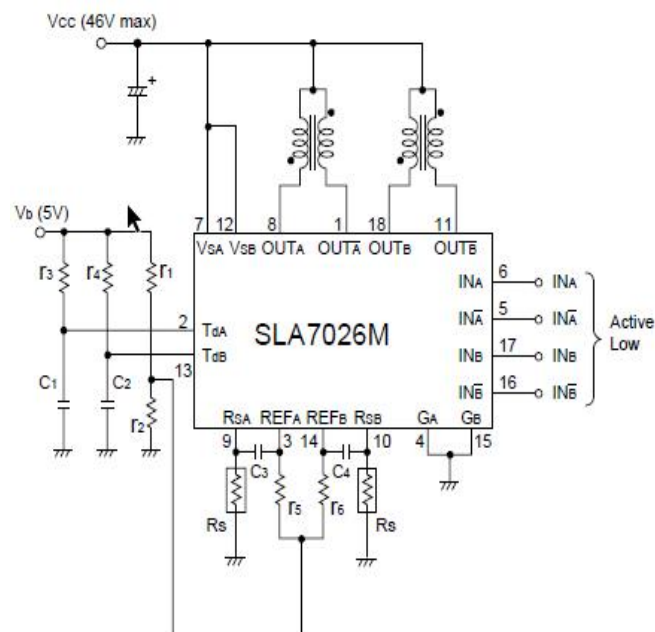 Vcc (46V max)
+
Vb (5V)
7 12 8 1 18 11
VSA VSB OUTA OUTA̅ OUTB OUTB̅
r3 r4 r1
6
INA INA
5
INA̅ INA̅
Active
Low
17
INB INB
16
INB̅ INB̅
2
TdA
SLA7026M
TdB
13
C1 C2
r2
RSA REFA REFB RSB GA GB
9 3 14 10 4 15
C3 C4
r5 r6
Rs Rs